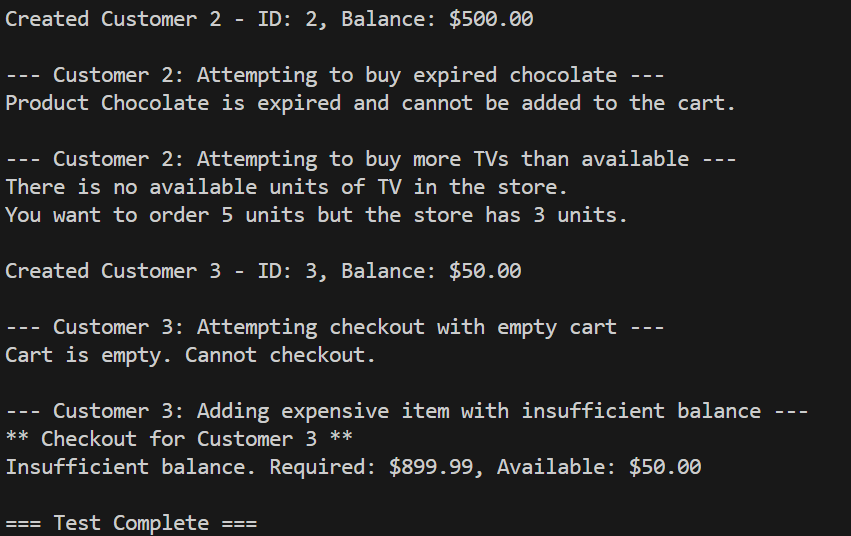 Created Customer 2 - ID: 2, Balance: $500.00
--- Customer 2: Attempting to buy expired chocolate ---
Product Chocolate is expired and cannot be added to the cart.
--- Customer 2: Attempting to buy more TVs than available ---
There is no available units of TV in the store.
You want to order 5 units but the store has 3 units.
Created Customer 3 - ID: 3, Balance: $50.00
--- Customer 3: Attempting checkout with empty cart ---
Cart is empty. Cannot checkout.
--- Customer 3: Adding expensive item with insufficient balance ---
** Checkout for Customer 3 **
Insufficient balance. Required: $899.99, Available: $50.00
=== Test Complete ===